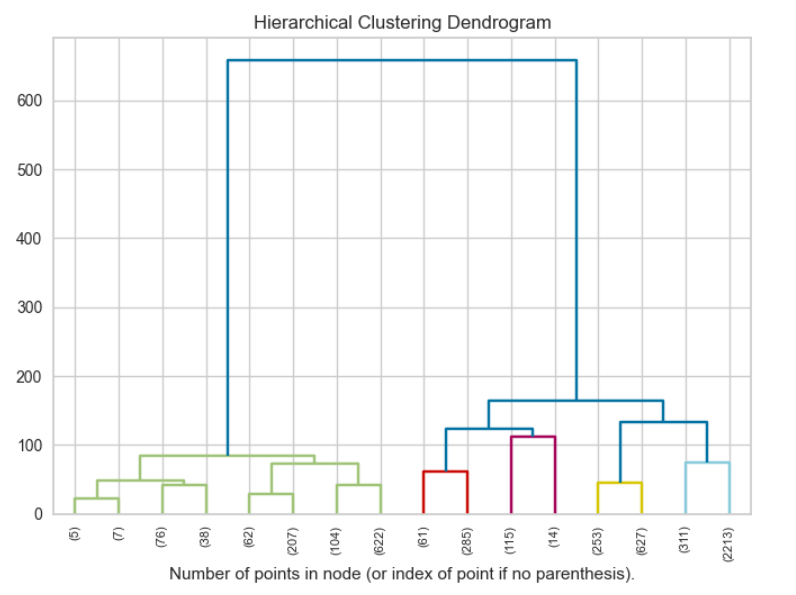 Hierarchical Clustering Dendrogram
600
500
400
300
200
100
0
(5) (7) (76) (38) (62) (207) (104) (622) (61) (285) (115) (14) (253) (627) (311) (2213)
Number of points in node (or index of point if no parenthesis).